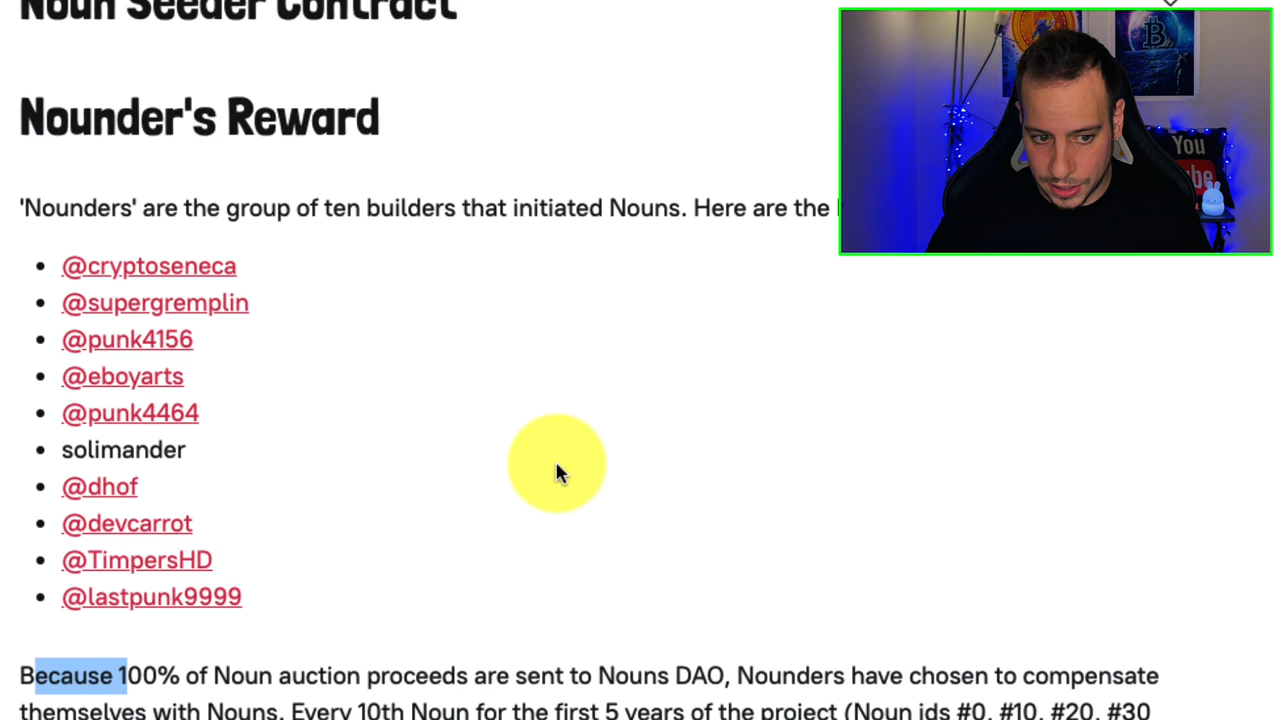 Noun Seeder Contract
Nounder's Reward
'Nounders' are the group of ten builders that initiated Nouns. Here are the
@cryptoseneca
@supergremplin
@punk4156
@eboyarts
@punk4464
solimander
@dhof
@devcarrot
@TimpersHD
@lastpunk9999
Because 100% of Noun auction proceeds are sent to Nouns DAO, Nounders have chosen to compensate
themselves with Nouns. Every 10th Noun for the first 5 years of the project (Noun ids #0, #10, #20, #30
You